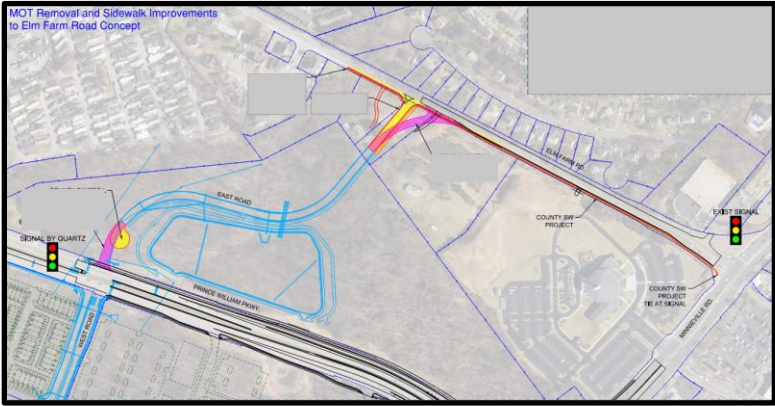 MOT Removal and Sidewalk Improvements
to Elm Farm Road Concept
ELM FARM RD
EAST ROAD
COUNTY SW
PROJECT
EXIST SIGNAL
SIGNAL BY QUARTZ
PRINCE WILLIAM PKWY
COUNTY SW
PROJECT
TIE AT SIGNAL
MINNIEVILLE RD.
WEST ROAD